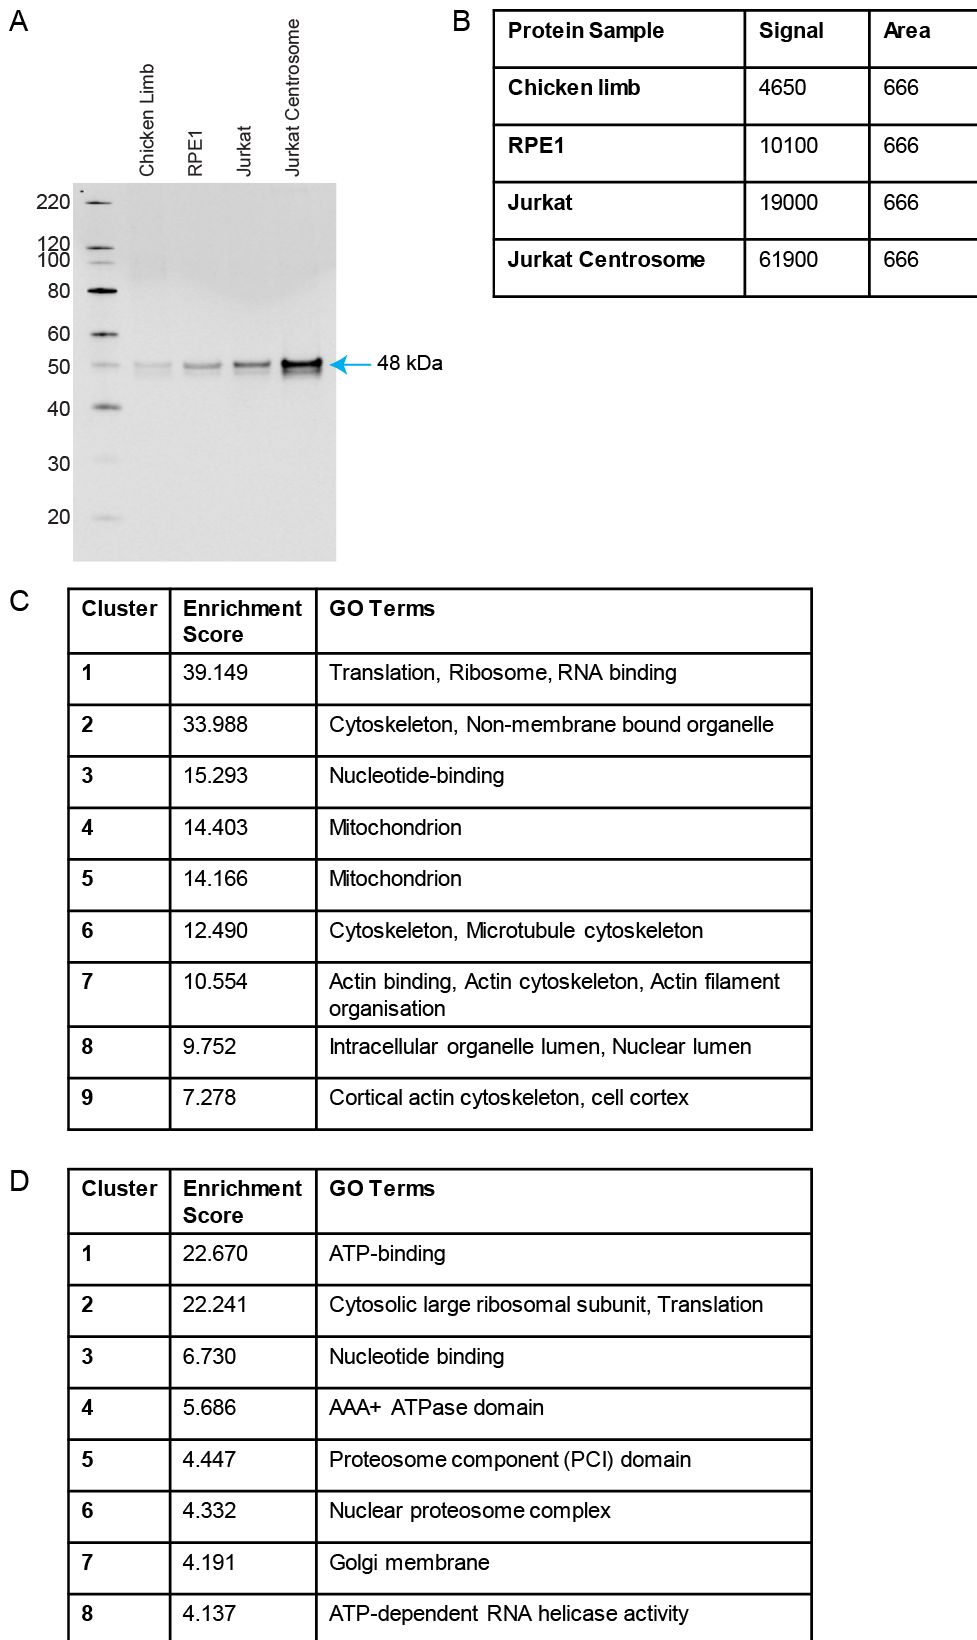 A
Chicken Limb
RPE1
Jurkat
Jurkat Centrosome
220
120
100
80
60
50
40
30
20
48 kDa
B
Protein Sample Signal Area
Chicken limb 4650 666
RPE1 10100 666
Jurkat 19000 666
Jurkat Centrosome 61900 666
C
Cluster Enrichment GO Terms
Score
1 39.149 Translation, Ribosome, RNA binding
2 33.988 Cytoskeleton, Non-membrane bound organelle
3 15.293 Nucleotide-binding
4 14.403 Mitochondrion
5 14.166 Mitochondrion
6 12.490 Cytoskeleton, Microtubule cytoskeleton
7 10.554 Actin binding, Actin cytoskeleton, Actin filament
organisation
8 9.752 Intracellular organelle lumen, Nuclear lumen
9 7.278 Cortical actin cytoskeleton, cell cortex
D
Cluster Enrichment GO Terms
Score
1 22.670 ATP-binding
2 22.241 Cytosolic large ribosomal subunit, Translation
3 6.730 Nucleotide binding
4 5.686 AAA+ ATPase domain
5 4.447 Proteosome component (PCI) domain
6 4.332 Nuclear proteosome complex
7 4.191 Golgi membrane
8 4.137 ATP-dependent RNA helicase activity